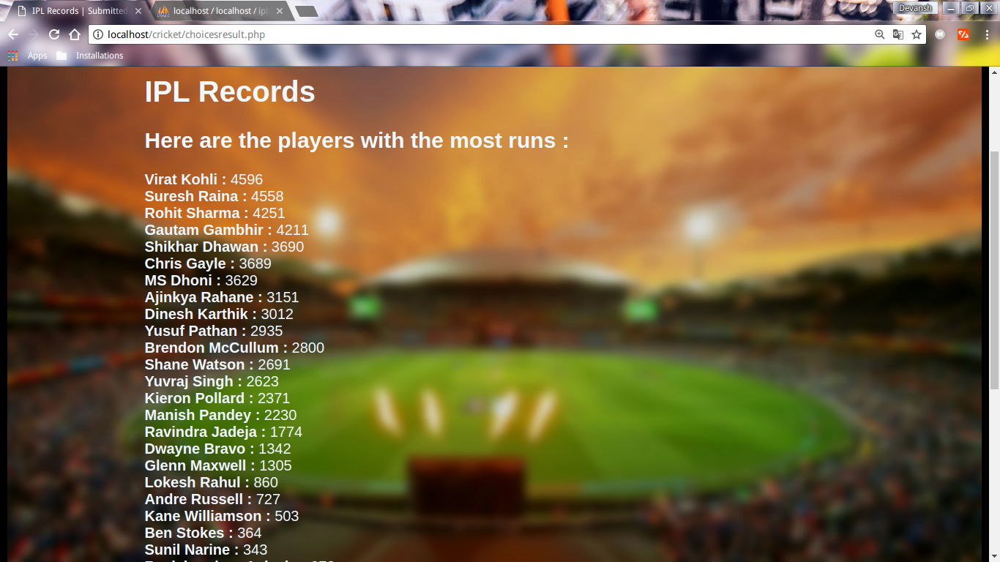 IPL Records | Submitted
localhost / localhost / ipl
Devansh
localhost/cricket/choicesresult.php
Apps
Installations
IPL Records
Here are the players with the most runs :
Virat Kohli : 4596
Suresh Raina : 4558
Rohit Sharma : 4251
Gautam Gambhir : 4211
Shikhar Dhawan : 3690
Chris Gayle : 3689
MS Dhoni : 3629
Ajinkya Rahane : 3151
Dinesh Karthik : 3012
Yusuf Pathan : 2935
Brendon McCullum : 2800
Shane Watson : 2691
Yuvraj Singh : 2623
Kieron Pollard : 2371
Manish Pandey : 2230
Ravindra Jadeja : 1774
Dwayne Bravo : 1342
Glenn Maxwell : 1305
Lokesh Rahul : 860
Andre Russell : 727
Kane Williamson : 503
Ben Stokes : 364
Sunil Narine : 343